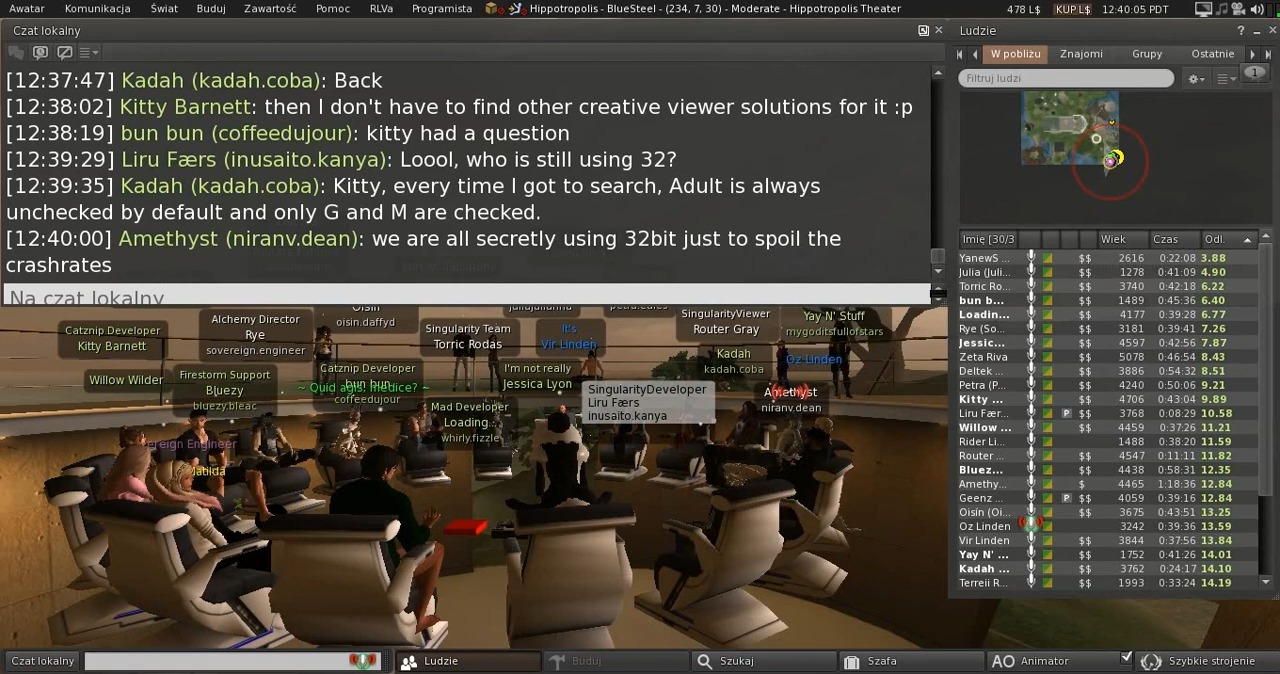 Awatar Komunikacja Świat Buduj Zawartość Pomoc RLVa Programista Hippotropolis - BlueSteel - (234, 7, 30) - Moderate - Hippotropolis Theater 478 L$ KUP L$ 12:40:05 PDT
Czat lokalny
[12:37:47] Kadah (kadah.coba): Back
[12:38:02] Kitty Barnett: then I don't have to find other creative viewer solutions for it :p
[12:38:19] bun bun (coffeedujour): kitty had a question
[12:39:29] Liru Færs (inusaito.kanya): Loool, who is still using 32?
[12:39:35] Kadah (kadah.coba): Kitty, every time I got to search, Adult is always
unchecked by default and only G and M are checked.
[12:40:00] Amethyst (niranv.dean): we are all secretly using 32bit just to spoil the
crashrates
Na czat lokalny
Ludzie
W pobliżu Znajomi Grupy Ostatnie
Filtruj ludzi
1
Imię [30/3 Wiek Czas Odl.
YanewS ... $$ 2616 0:22:08 3.88
Julia (Juli... $$ 1278 0:41:09 4.90
Torric Ro... $$ 3740 0:42:18 6.22
bun b... $$ 1489 0:45:36 6.40
Loadin... $$ 4177 0:39:28 6.77
Rye (So... $$ 3181 0:39:41 7.26
Jessic... $$ 4597 0:42:56 7.87
Zeta Riva $$ 5078 0:46:54 8.43
Deltek ... $$ 3886 0:54:32 8.51
Petra (P... $$ 4240 0:50:06 9.21
Kitty ... $$ 4706 0:43:04 9.89
Liru Fær... P $$ 3768 0:08:29 10.58
Willow ... $$ 4459 0:37:26 11.21
Rider Li... 1488 0:38:20 11.59
Router ... $$ 4547 0:11:11 11.82
Bluez... $$ 4438 0:58:31 12.35
Amethy... $ 4465 1:18:36 12.84
Geenz ... P $$ 4059 0:39:16 12.84
Oisín (Oi... $$ 3675 0:43:51 13.25
Oz Linden 3242 0:39:36 13.59
Vir Linden $$ 3844 0:37:56 13.84
Yay N' ... $$ 1752 0:41:26 14.01
Kadah ... $$ 3762 0:24:17 14.10
Terreii R... $$ 1993 0:33:24 14.19
Oisín
oisin.daffyd
Catznip Developer
Kitty Barnett
Alchemy Director
Rye
sovereign.engineer
Singularity Team
Torric Rodas
It's
Vir Linden
SingularityViewer
Router Gray
Yay N' Stuff
mygoditsfullofstars
Willow Wilder
Firestorm Support
Bluezy
bluezy.bleac
Catznip Developer
bun bun
coffeedujour
~ Quid agis, medice? ~
I'm not really
Jessica Lyon
Kadah
kadah.coba
Oz Linden
Mad Developer
Loading..
whirly.fizzle
SingularityDeveloper
Liru Færs
inusaito.kanya
Amethyst
niranv.dean
ereign Engineer
Matilda
Czat lokalny Ludzie Buduj Szukaj Szafa AO Animator Szybkie strojenie